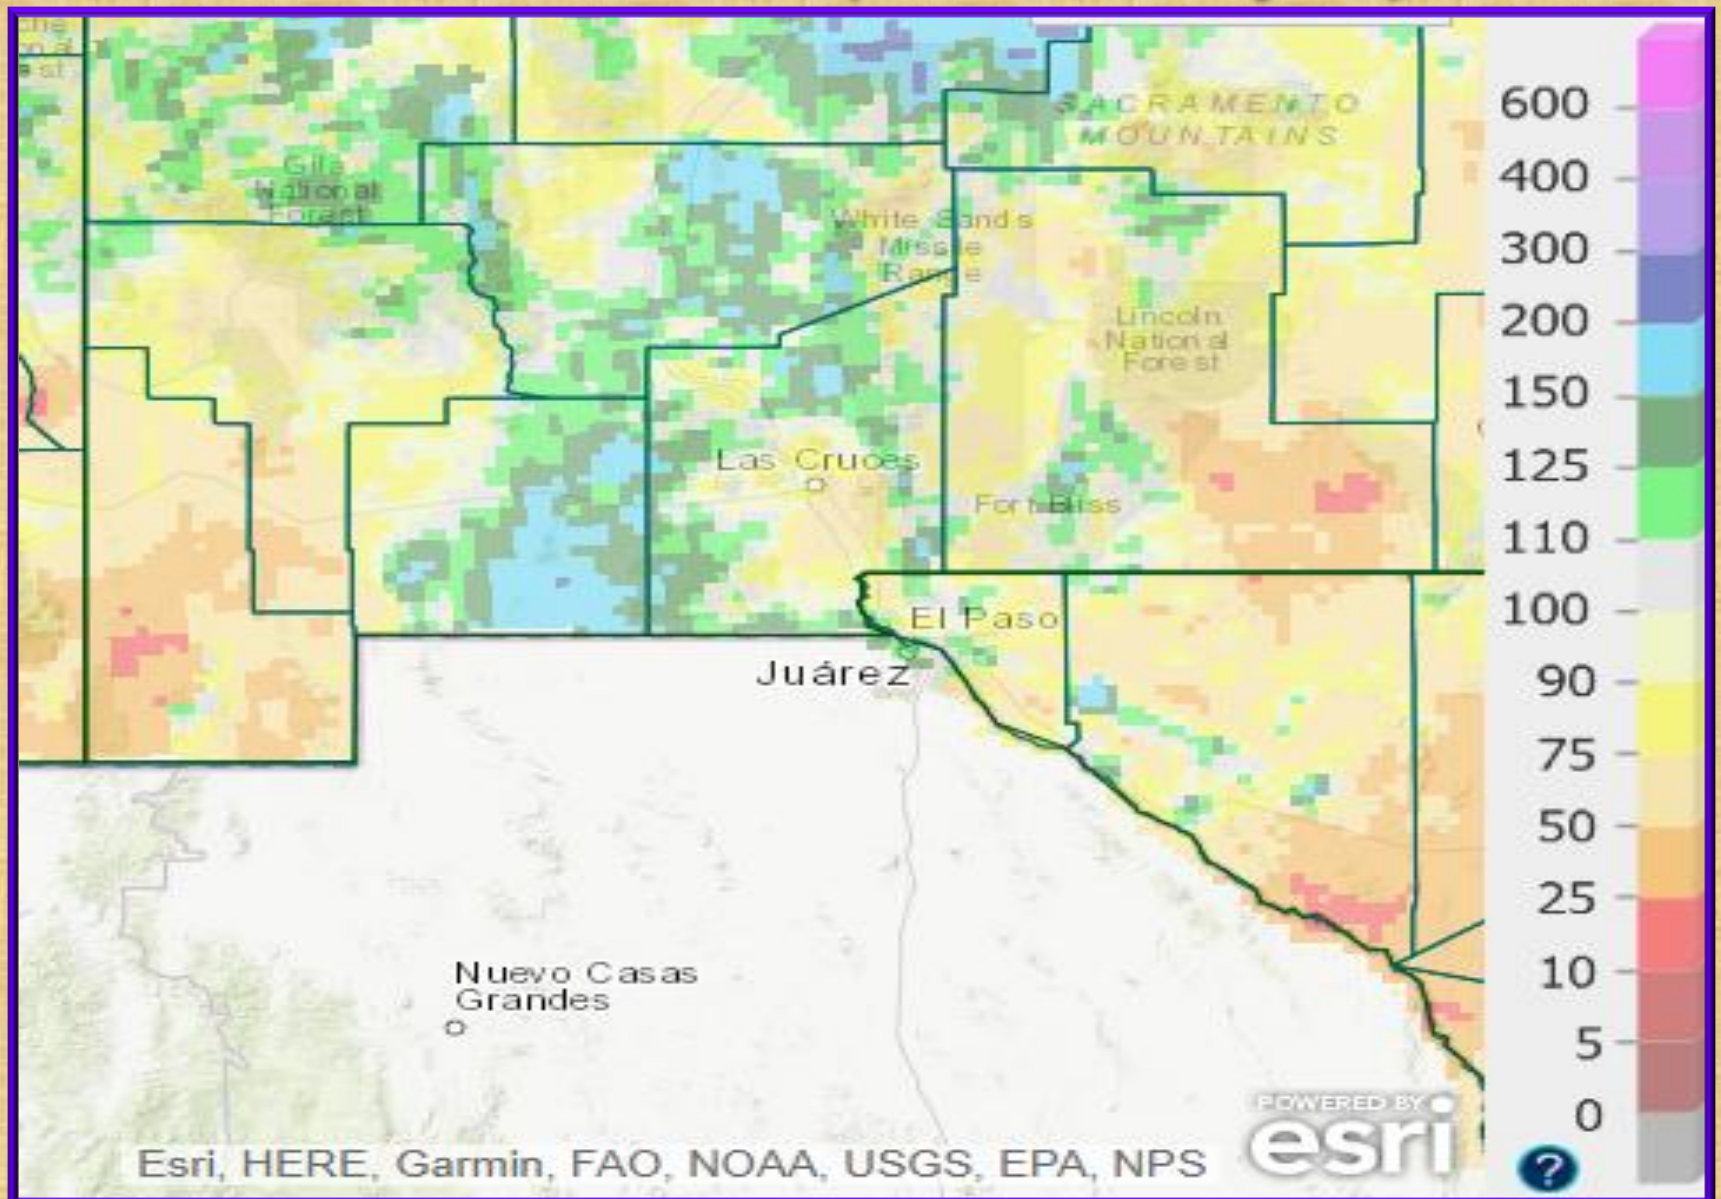 SACRAMENTO
MOUNTAINS
Gila
National
Forest
White Sands
Missile
Range
Lincoln
National
Forest
Las Cruces
Fort Bliss
El Paso
Juárez
Nuevo Casas
Grandes
600
400
300
200
150
125
110
100
90
75
50
25
10
5
0
POWERED BY
esri
Esri, HERE, Garmin, FAO, NOAA, USGS, EPA, NPS
?